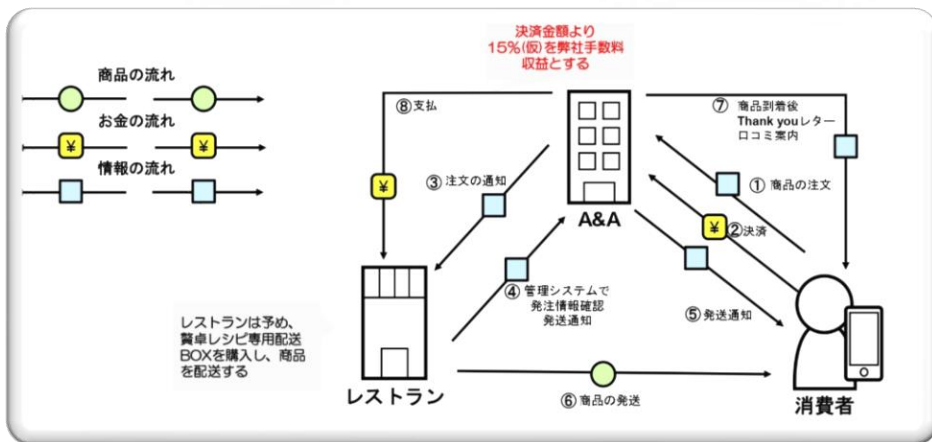 決済金額より
15%(仮)を弊社手数料
収益とする
商品の流れ
お金の流れ
¥
¥
情報の流れ
⑧支払
¥
③注文の通知
A&A
⑦ 商品到着後
Thank youレター
口コミ案内
①商品の注文
¥
②決済
④ 管理システムで
発注情報確認
発送通知
⑤発送通知
レストランは予め、
贅卓レシピ専用配送
BOXを購入し、商品
を配送する
レストラン
⑥商品の発送
消費者